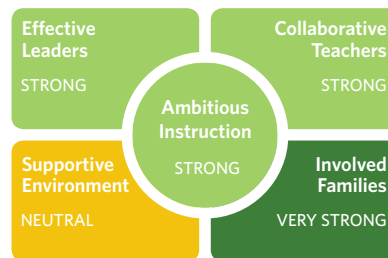 Effective
Leaders
STRONG
Collaborative
Teachers
STRONG
Ambitious
Instruction
STRONG
Supportive
Environment
NEUTRAL
Involved
Families
VERY STRONG